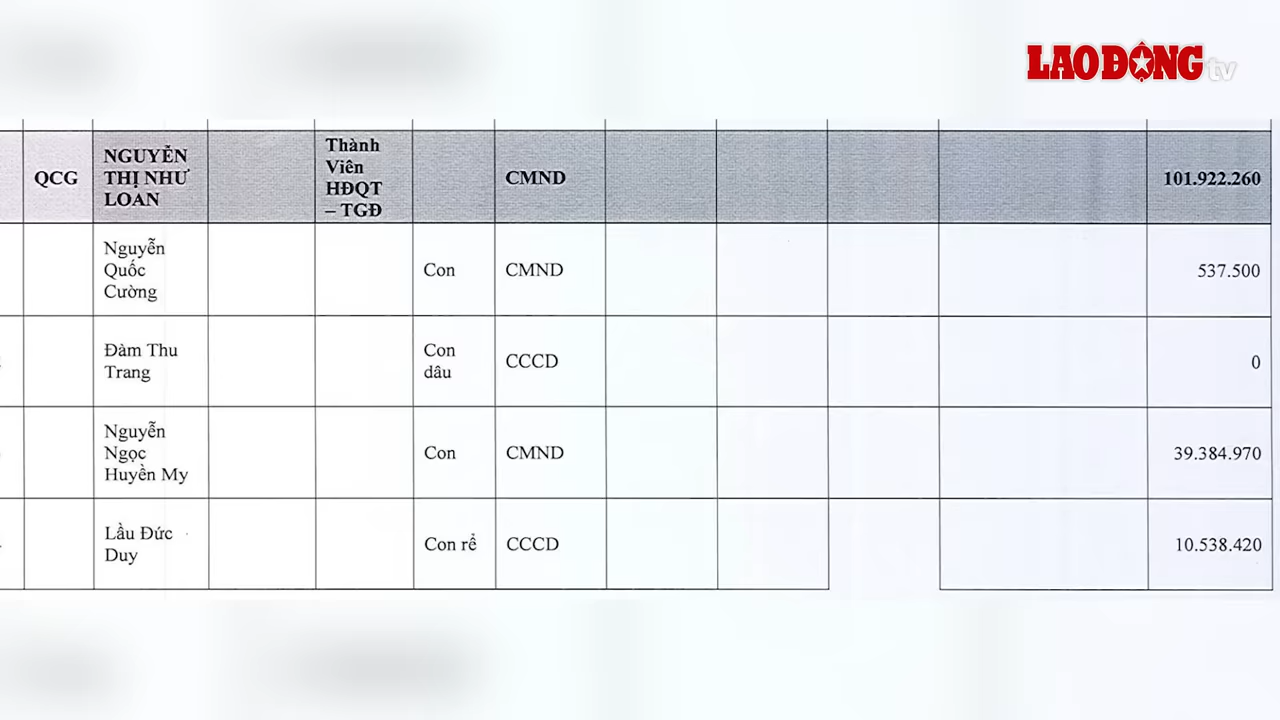 LAO ĐỘNG tv
QCG
NGUYỄN
THỊ NHƯ
LOAN
Thành
Viên
HĐQT
– TGĐ
CMND
101.922.260
Nguyễn
Quốc
Cường
Con
CMND
537.500
Đàm Thu
Trang
Con
dâu
CCCD
0
Nguyễn
Ngọc
Huyền My
Con
CMND
39.384.970
Lầu Đức
Duy
Con rể
CCCD
10.538.420